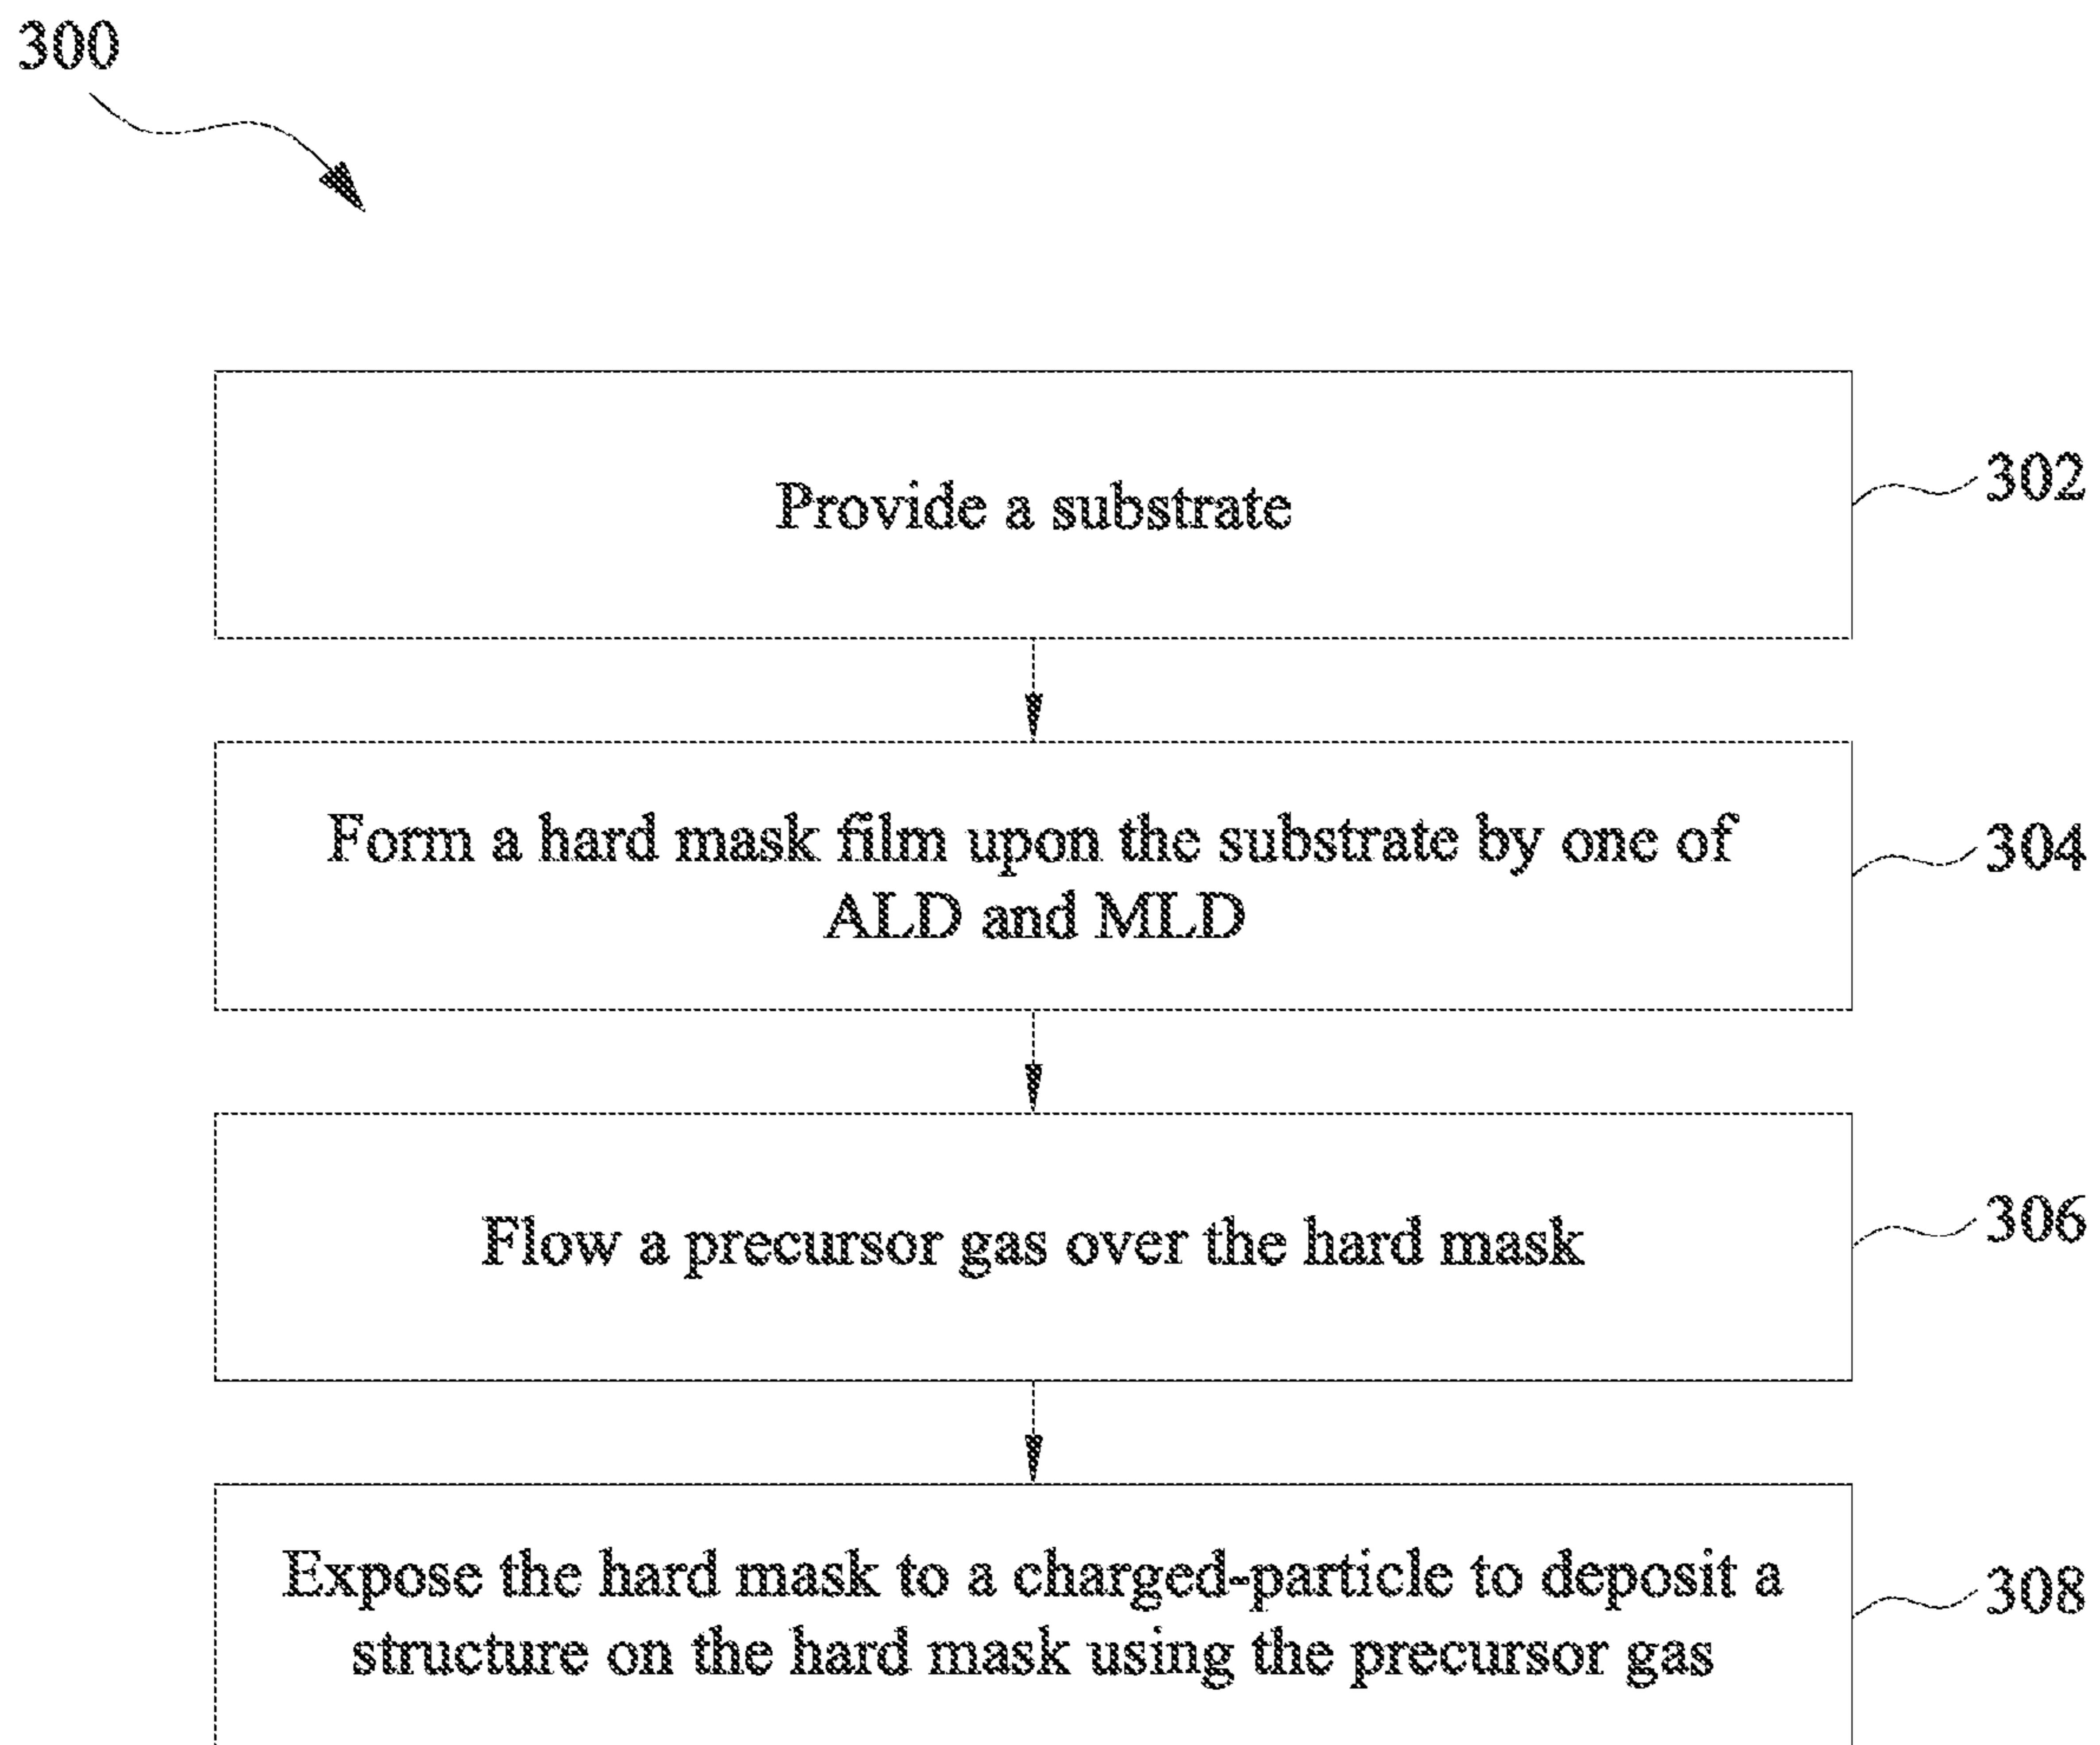 300
Provide a substrate
302
Form a hard mask film upon the substrate by one of
ALD and MLD
304
Flow a precursor gas over the hard mask
306
Expose the hard mask to a charged-particle to deposit a
structure on the hard mask using the precursor gas
308